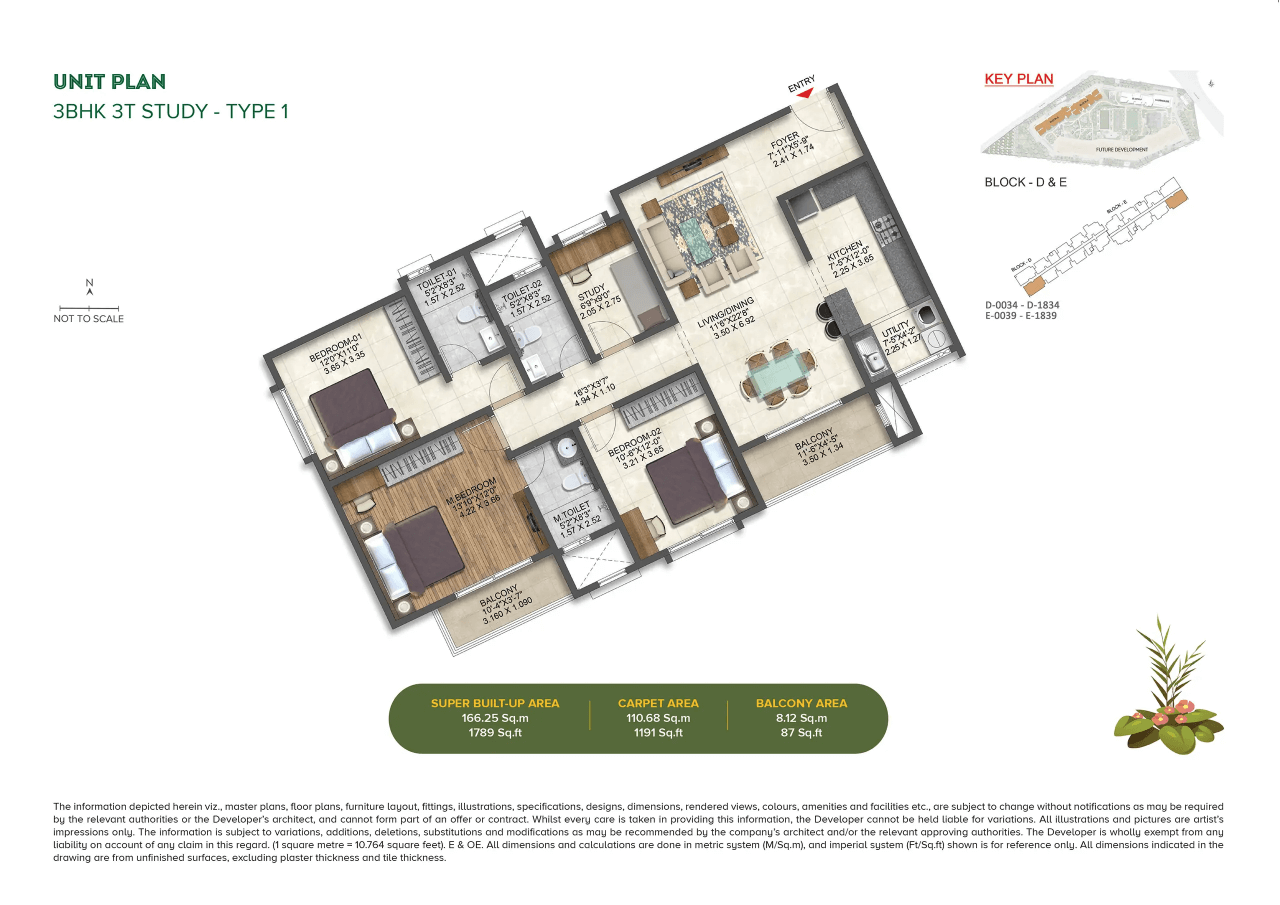 UNIT PLAN
3BHK 3T STUDY - TYPE 1
N
NOT TO SCALE
ENTRY
FOYER
7'-11"X5'-9"
2.41 X 1.74
KITCHEN
7'-5"X12'-0"
2.25 X 3.65
UTILITY
7'-5"X4'-2"
2.25 X 1.27
LIVING/DINING
11'6"X22'8"
3.50 X 6.92
STUDY
6'9"x9'0"
2.05 X 2.75
TOILET-02
5'2"X8'3"
1.57 X 2.52
TOILET-01
5'2"X8'3"
1.57 X 2.52
BEDROOM-01
12'0"X11'0"
3.65 X 3.35
16'3"X3'7"
4.94 X 1.10
BEDROOM-02
10'-6"X12'-0"
3.21 X 3.65
BALCONY
11'-6"X4'-5"
3.50 X 1.34
M.BEDROOM
13'10"X12'0"
4.22 X 3.66
M.TOILET
5'2"X8'3"
1.57 X 2.52
BALCONY
10'-4"X3'-7"
3.160 X 1.090
KEY PLAN
FUTURE DEVELOPMENT
BLOCK - D & E
BLOCK - E
BLOCK - D
D-0034 - D-1834
E-0039 - E-1839
SUPER BUILT-UP AREA
166.25 Sq.m
1789 Sq.ft
CARPET AREA
110.68 Sq.m
1191 Sq.ft
BALCONY AREA
8.12 Sq.m
87 Sq.ft
The information depicted herein viz., master plans, floor plans, furniture layout, fittings, illustrations, specifications, designs, dimensions, rendered views, colours, amenities and facilities etc., are subject to change without notifications as may be required
by the relevant authorities or the Developer's architect, and cannot form part of an offer or contract. Whilst every care is taken in providing this information, the Developer cannot be held liable for variations. All illustrations and pictures are artist's
impressions only. The information is subject to variations, additions, deletions, substitutions and modifications as may be recommended by the company's architect and/or the relevant approving authorities. The Developer is wholly exempt from any
liability on account of any claim in this regard. (1 square metre = 10.764 square feet). E & OE. All dimensions and calculations are done in metric system (M/Sq.m), and imperial system (Ft/Sq.ft) shown is for reference only. All dimensions indicated in the
drawing are from unfinished surfaces, excluding plaster thickness and tile thickness.